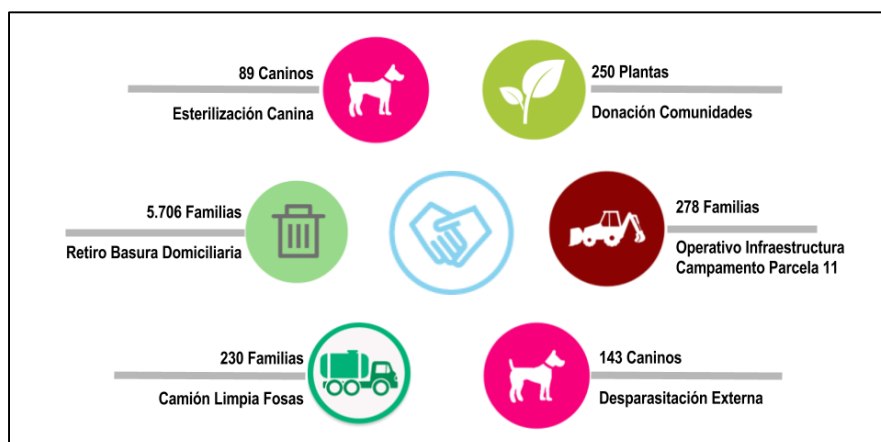 89 Caninos
Esterilización Canina
250 Plantas
Donación Comunidades
5.706 Familias
Retiro Basura Domiciliaria
278 Familias
Operativo Infraestructura
Campamento Parcela 11
230 Familias
Camión Limpia Fosas
143 Caninos
Desparasitación Externa